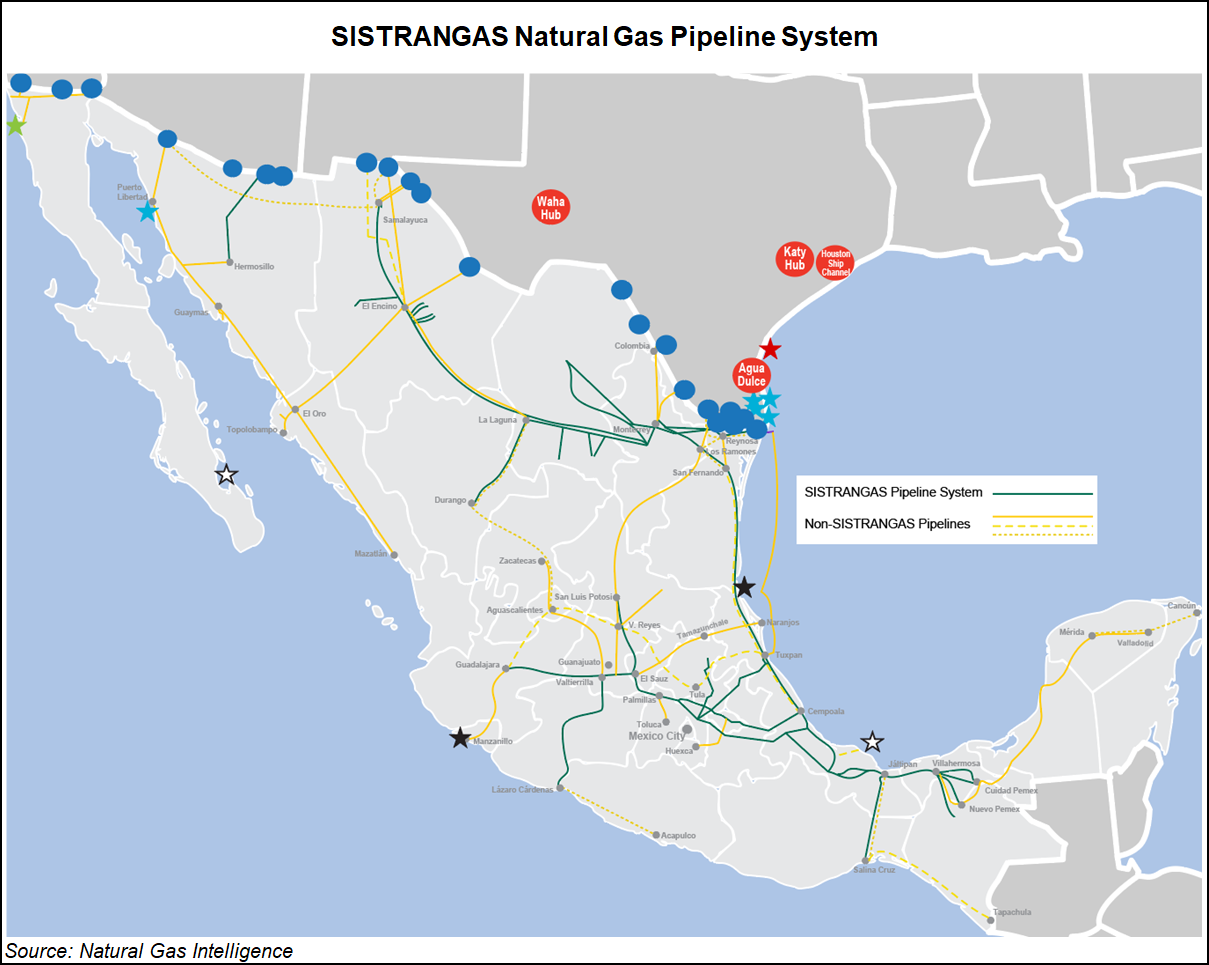 SISTRANGAS Natural Gas Pipeline System
Puerto
Libertad
Waha
Hub
Samalayuca
Katy
Hub
Houston
Ship
Channel
Hermosillo
El Encino
Guaymas
Colombia
Agua
Dulce
El Oro
La Laguna
Topolobampo
Monterrey
Reynosa
Los Ramones
San Fernando
SISTRANGAS Pipeline System
Non-SISTRANGAS Pipelines
Durango
Mazatlán
Zacatecas
San Luis Potosi
Aguascalientes
V. Reyes
Tamazunchale
Naranjos
Cancún
Mérida
Valladolid
Tuxpan
Guadalajara
Guanajuato
Valtierrilla
El Sauz
Tula
Palmillas
Toluca
Mexico City
Huexca
Cempoala
Manzanillo
Jáltipan
Villahermosa
Lázaro Cárdenas
Cuidad Pemex
Nuevo Pemex
Acapulco
Salina Cruz
Tapachula
Source: Natural Gas Intelligence